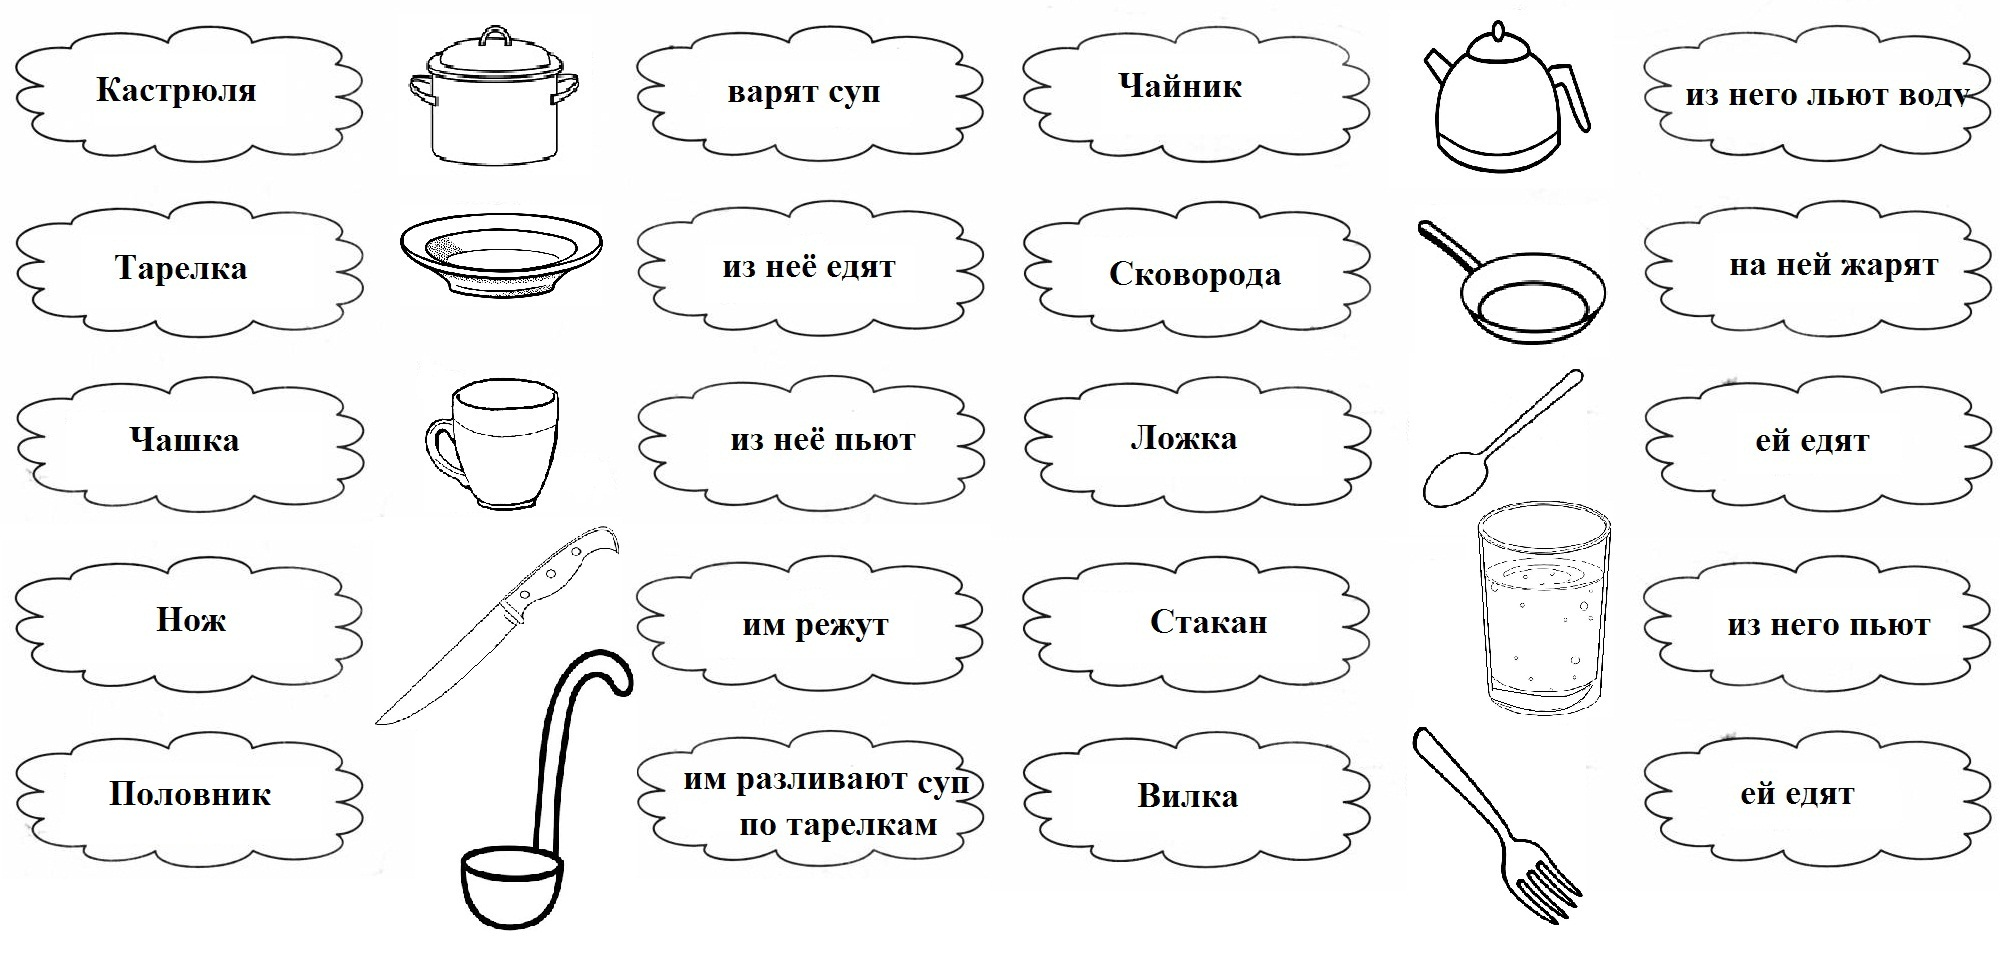 Кастрюля
варят суп
Чайник
из него льют воду
Тарелка
из неё едят
Сковорода
на ней жарят
Чашка
из неё пьют
Ложка
ей едят
Нож
им режут
Стакан
из него пьют
Половник
им разливают суп
по тарелкам
Вилка
ей едят